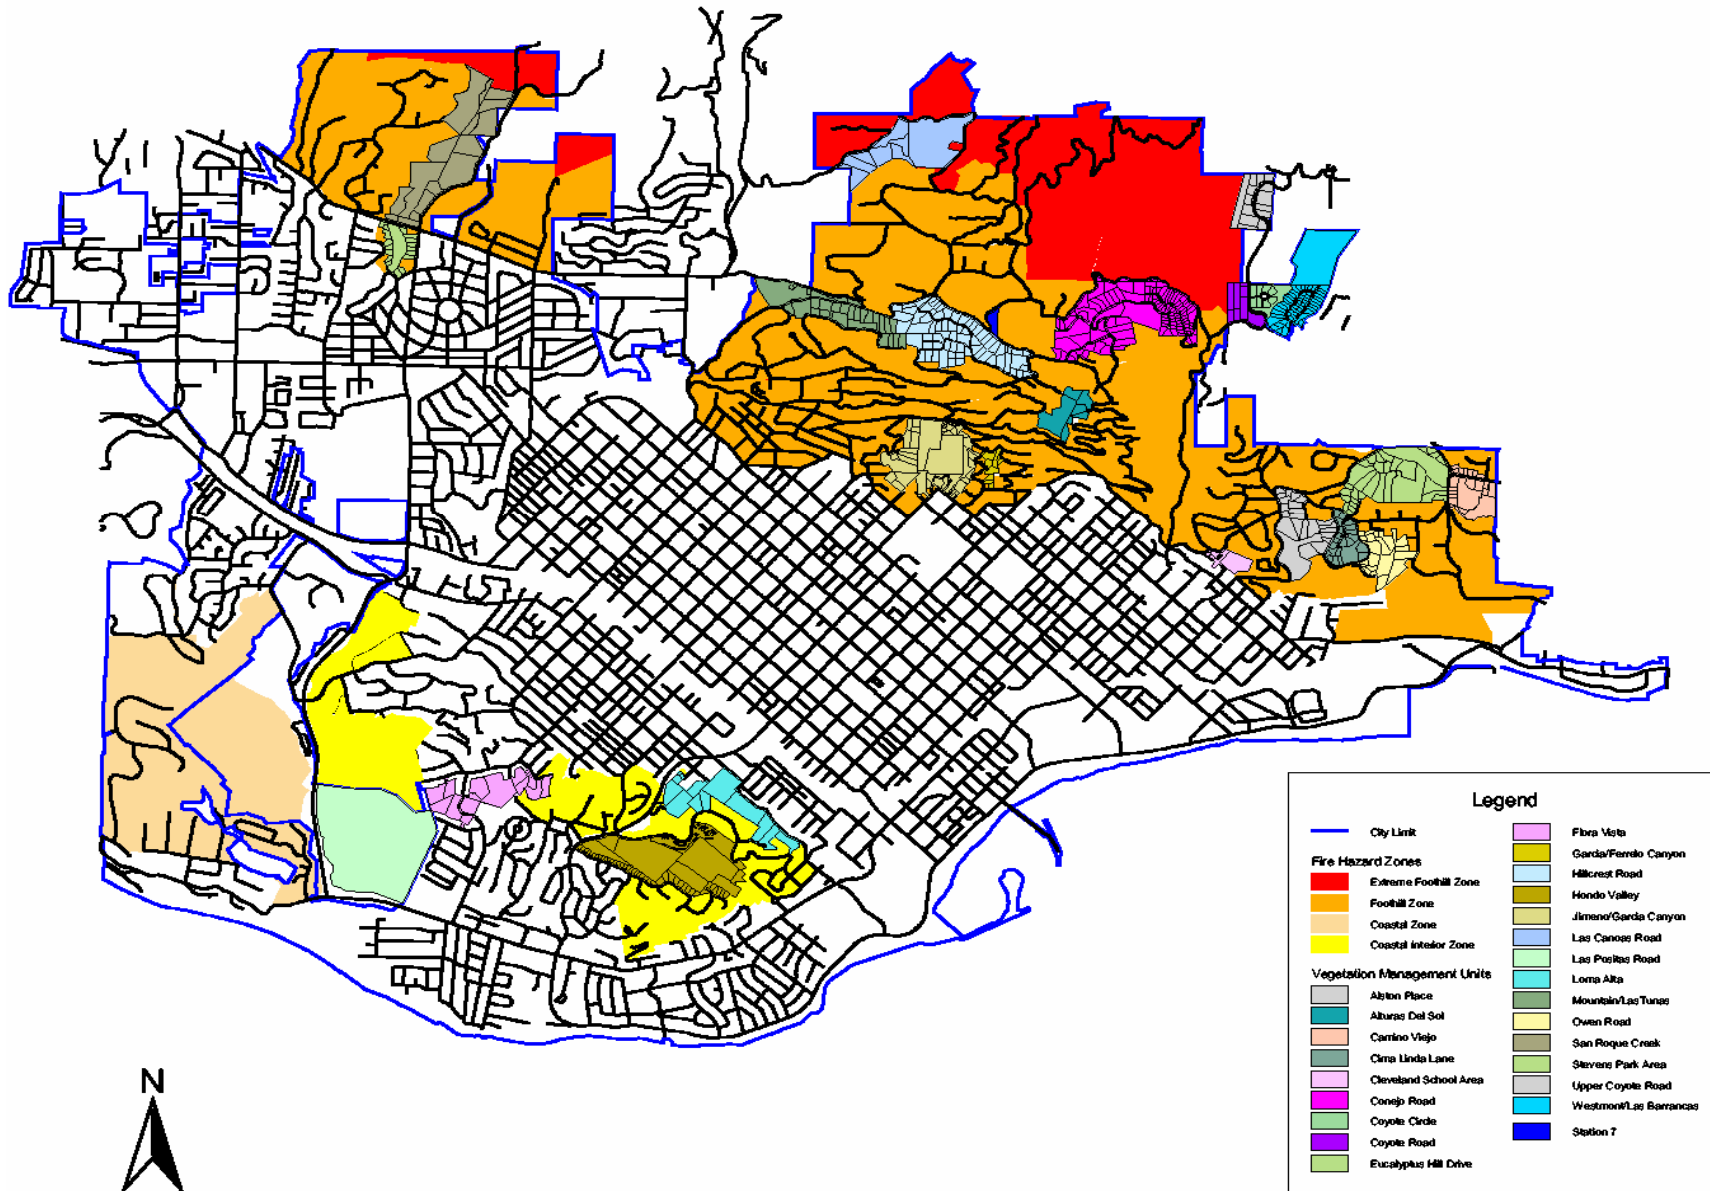 N
Legend
City Limit
Fire Hazard Zones
Extreme Foothill Zone
Foothill Zone
Coastal Zone
Coastal Interior Zone
Vegetation Management Units
Alston Place
Alturas Del Sol
Camino Viejo
Cima Linda Lane
Cleveland School Area
Conejo Road
Coyote Circle
Coyote Road
Eucalyptus Hill Drive
Flora Vista
Garcia/Ferrelo Canyon
Hillcrest Road
Hondo Valley
Jimeno/Garcia Canyon
Las Canoas Road
Las Positas Road
Loma Alta
Mountain/Las Tunas
Owen Road
San Roque Creek
Stevens Park Area
Upper Coyote Road
Westmont/Las Barrancas
Station 7